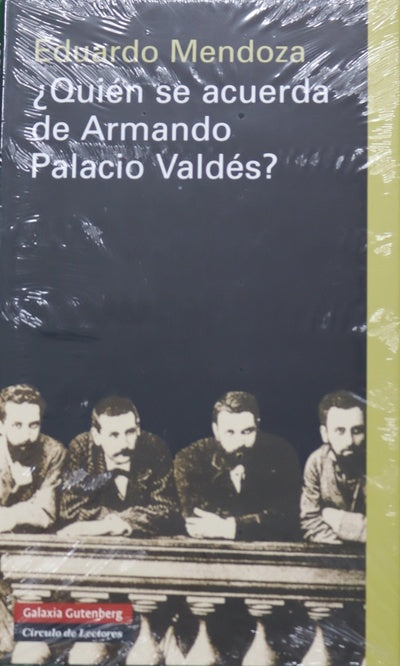 Eduardo Mendoza
¿Quién se acuerda
de Armando
Palacio Valdés?
Galaxia Gutenberg
Círculo de Lectores